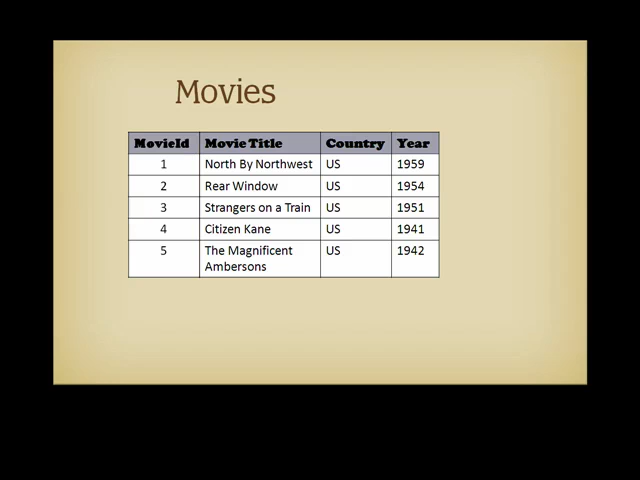 Movies
MovieId Movie Title Country Year
1 North By Northwest US 1959
2 Rear Window US 1954
3 Strangers on a Train US 1951
4 Citizen Kane US 1941
5 The Magnificent US 1942
Ambersons